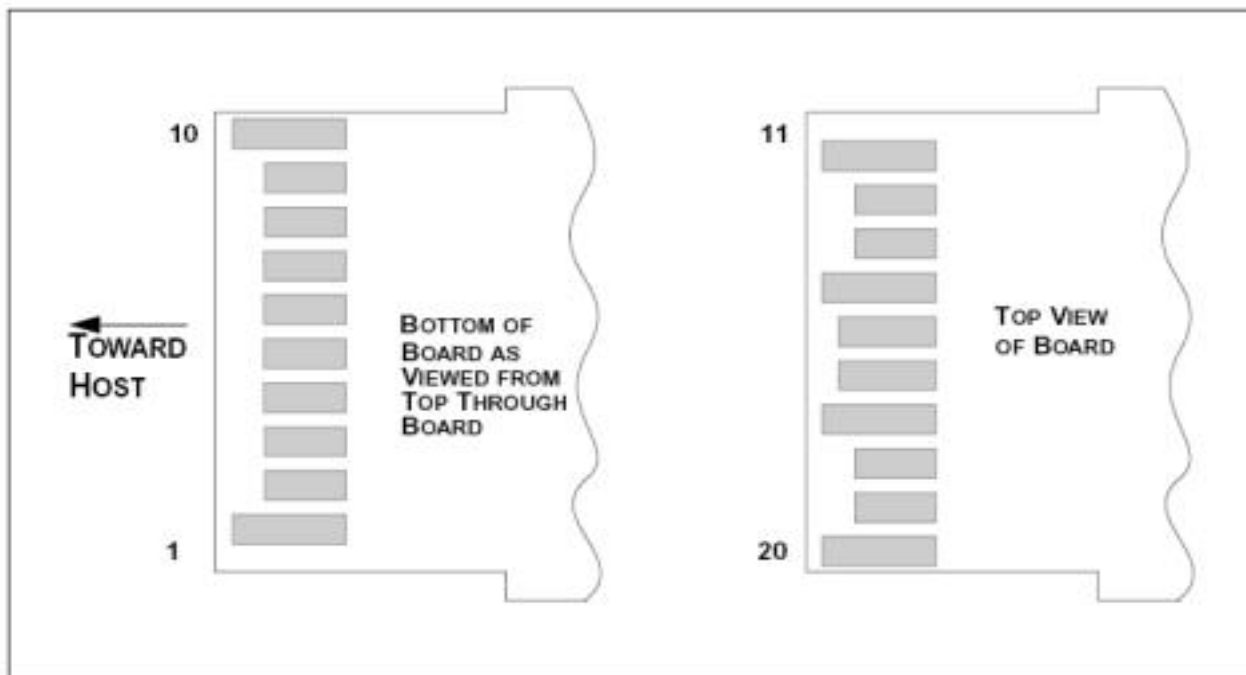 10
1
TOWARD
HOST
BOTTOM OF
BOARD AS
VIEWED FROM
TOP THROUGH
BOARD
11
20
TOP VIEW
OF BOARD